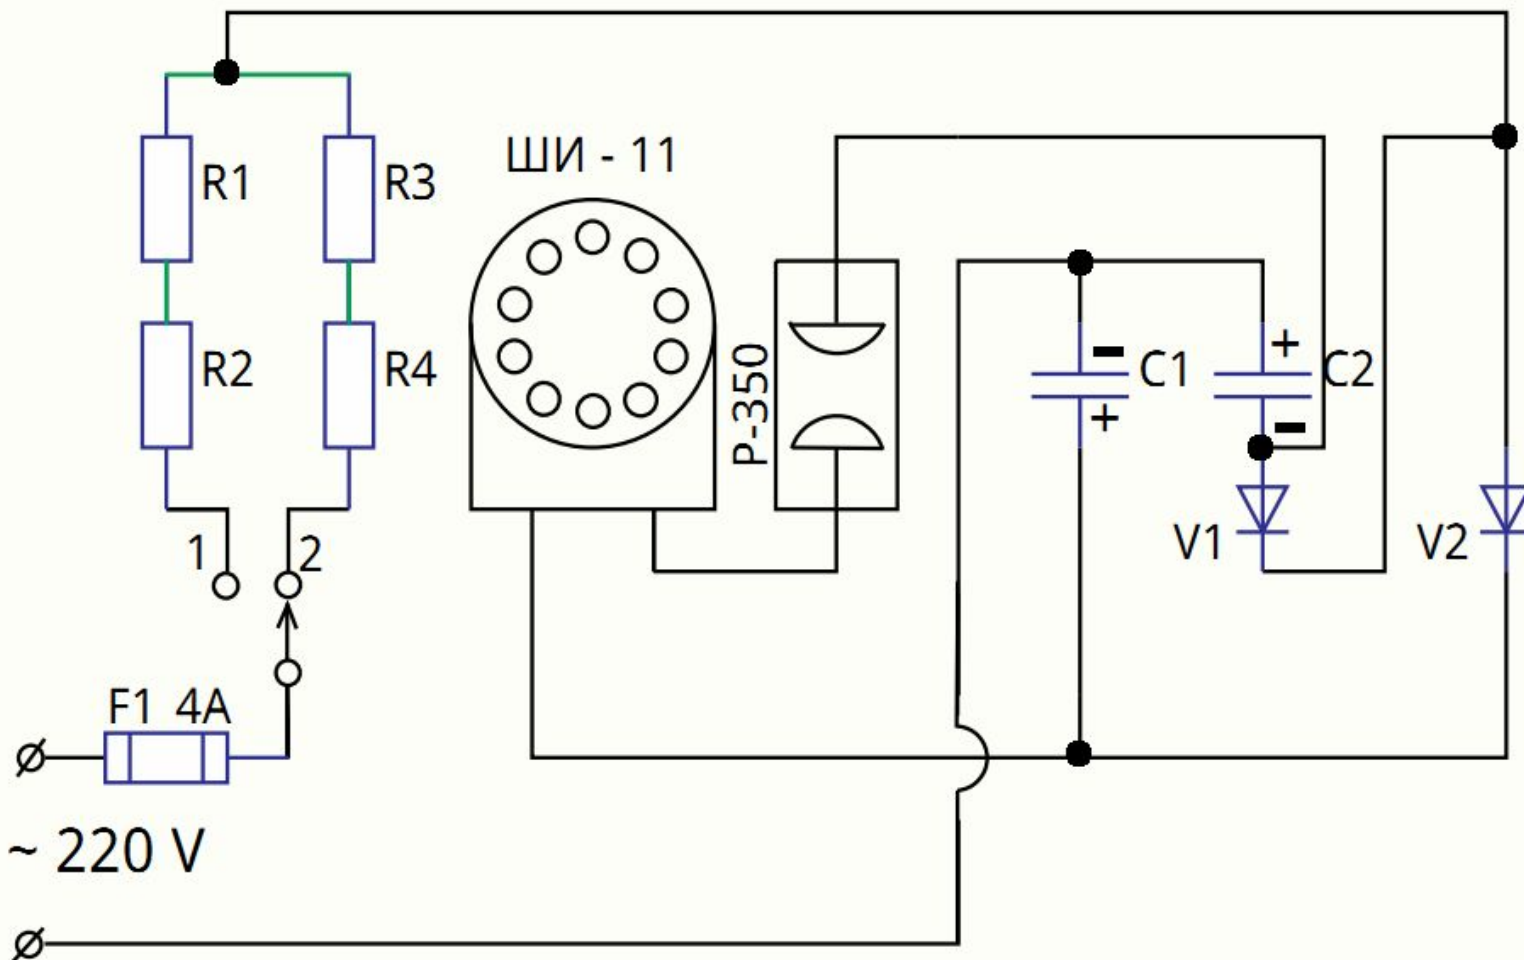 ШИ - 11
R1
R3
R2
R4
P-350
-
+
C1
+
-
C2
1
2
V1
V2
F1 4A
~ 220 V